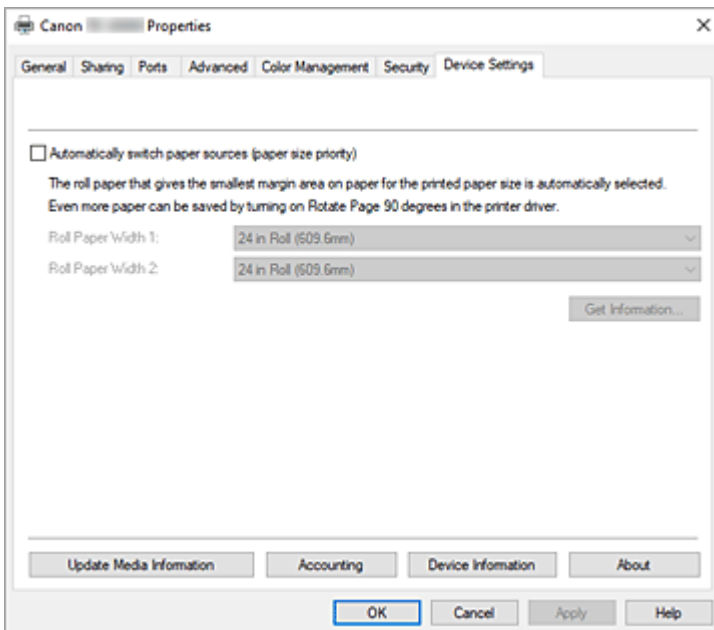 Canon Properties
General Sharing Ports Advanced Color Management Security Device Settings
Automatically switch paper sources (paper size priority)
The roll paper that gives the smallest margin area on paper for the printed paper size is automatically selected.
Even more paper can be saved by turning on Rotate Page 90 degrees in the printer driver.
Roll Paper Width 1: 24 in Roll (609.6mm)
Roll Paper Width 2: 24 in Roll (609.6mm)
Get Information...
Update Media Information Accounting Device Information About
OK Cancel Apply Help